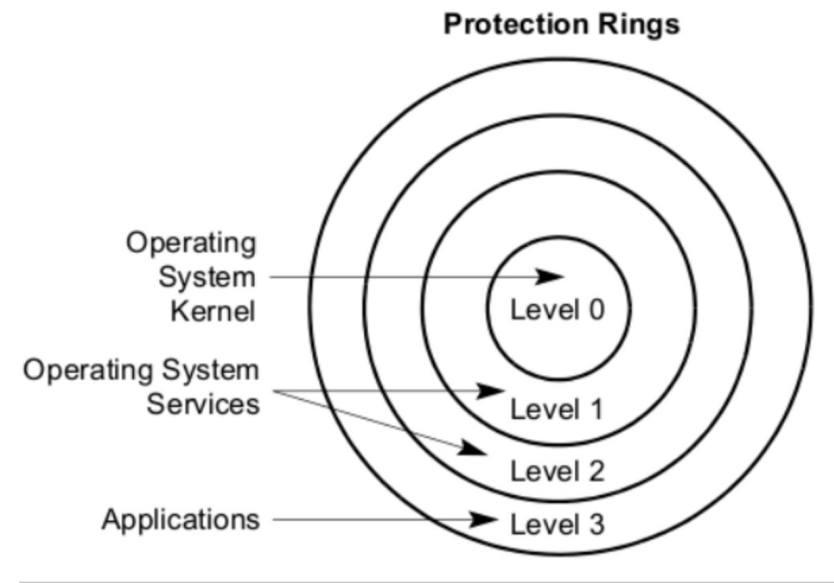 Protection Rings
Operating
System
Kernel
Level 0
Operating System
Services
Level 1
Level 2
Applications
Level 3